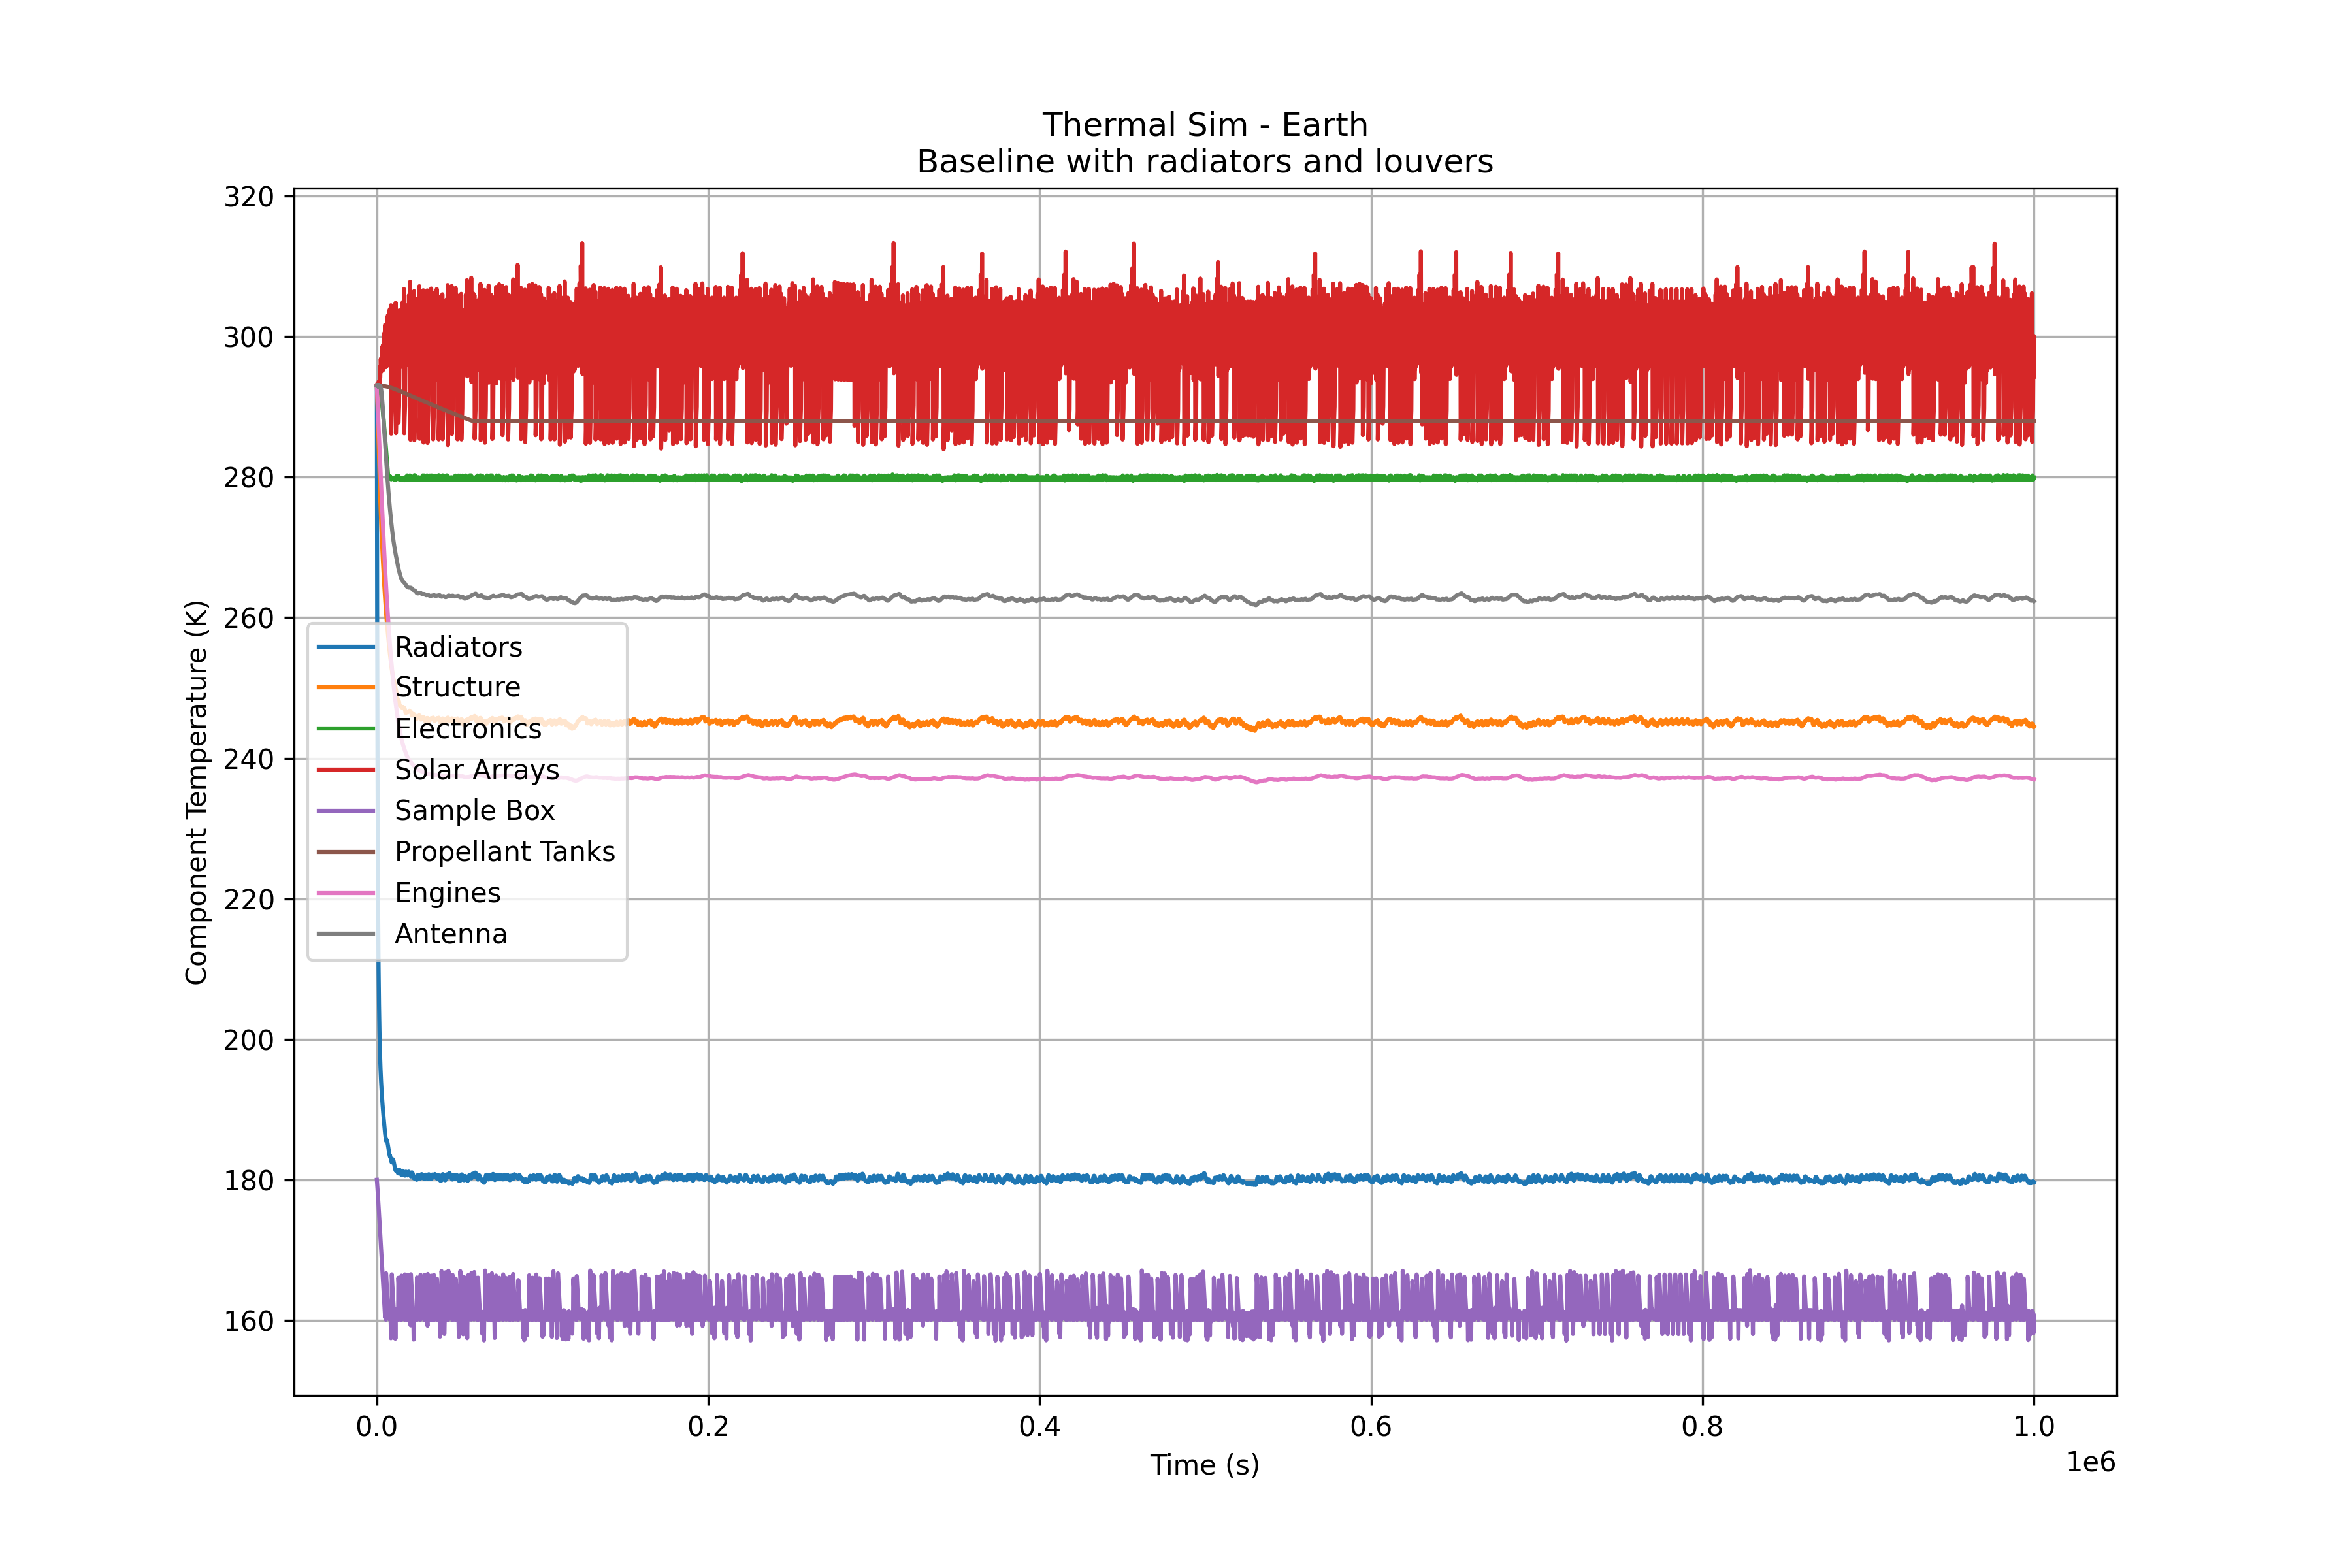 Thermal Sim - Earth
Baseline with radiators and louvers
Component Temperature (K)
320
300
280
260
240
220
200
180
160
Radiators
Structure
Electronics
Solar Arrays
Sample Box
Propellant Tanks
Engines
Antenna
0.0 0.2 0.4 0.6 0.8 1.0
1e6
Time (s)